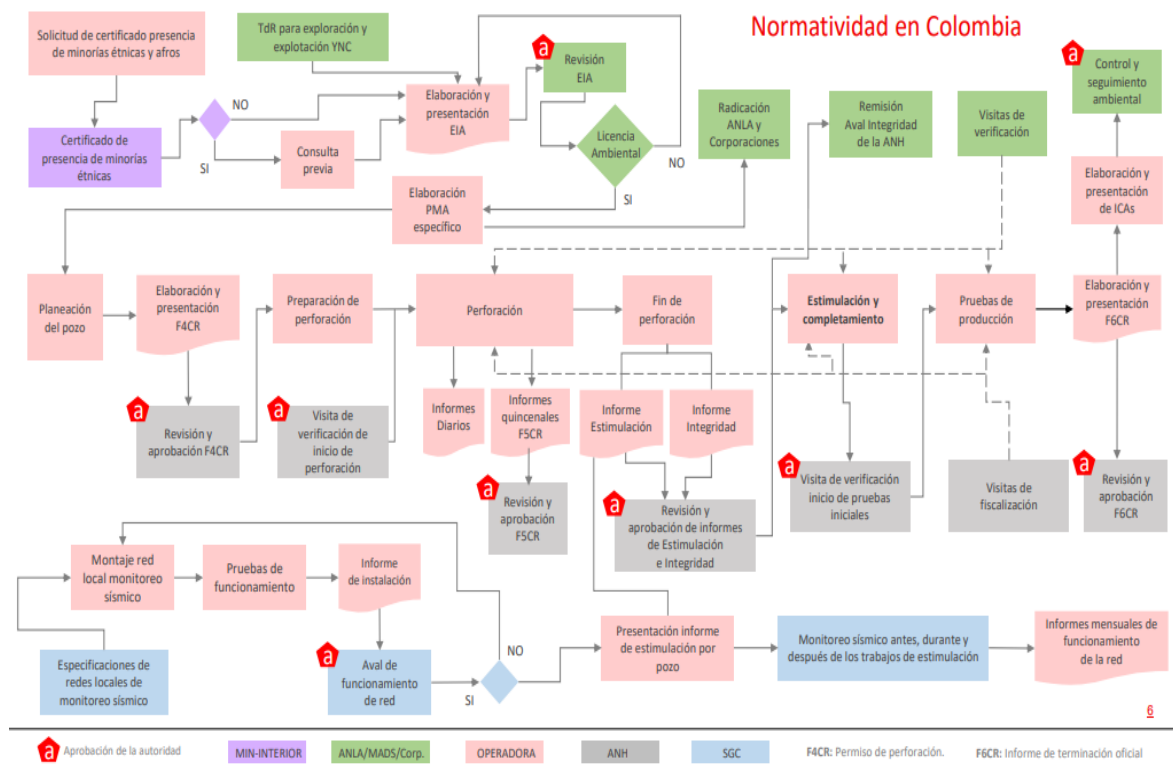 Normatividad en Colombia
Solicitud de certificado presencia
de minorías étnicas y afros
TdR para exploración y
explotación YNC
a
Revisión
EIA
a
Control y
seguimiento
ambiental
NO
Elaboración y
presentación
EIA
Radicación
ANLA y
Corporaciones
Remisión
Aval Integridad
de la ANH
Visitas de
verificación
Certificado de
presencia de minorías
étnicas
SI
Consulta
previa
Licencia
Ambiental
NO
SI
Elaboración y
presentación
de ICAs
Elaboración
PMA
específico
Planeación
del pozo
Elaboración y
presentación
F4CR
Preparación de
perforación
Perforación
Fin de
perforación
Estimulación y
completamiento
Pruebas de
producción
Elaboración y
presentación
F6CR
a
Revisión y
aprobación F4CR
a
Visita de
verificación de
inicio de
perforación
Informes
Diarios
Informes
quincenales
F5CR
Informe
Estimulación
Informe
Integridad
a
Revisión y
aprobación
F5CR
a
Revisión y
aprobación de informes
de Estimulación
e Integridad
a
Visita de verificación
inicio de pruebas
iniciales
Visitas de
fiscalización
a
Revisión y
aprobación
F6CR
Montaje red
local monitoreo
sísmico
Pruebas de
funcionamiento
Informe
de instalación
Especificaciones de
redes locales de
monitoreo sísmico
a
Aval de
funcionamiento
de red
SI
NO
Presentación informe
de estimulación por
pozo
Monitoreo sísmico antes, durante y
después de los trabajos de estimulación
Informes mensuales de
funcionamiento
de la red
6
a
Aprobación de la autoridad
MIN-INTERIOR
ANLA/MADS/Corp.
OPERADORA
ANH
SGC
F4CR: Permiso de perforación.
F6CR: Informe de terminación oficial